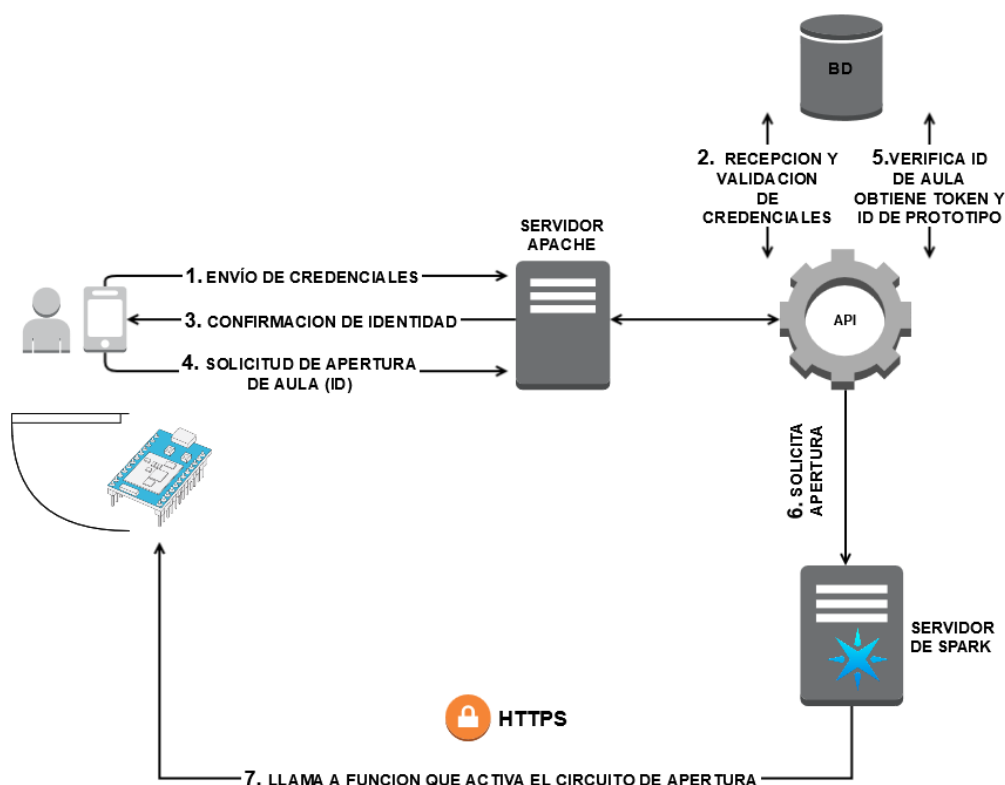 BD
2. RECEPCION Y
VALIDACION
DE
CREDENCIALES
5.VERIFICA ID
DE AULA
OBTIENE TOKEN Y
ID DE PROTOTIPO
SERVIDOR
APACHE
1. ENVÍO DE CREDENCIALES
3. CONFIRMACION DE IDENTIDAD
4. SOLICITUD DE APERTURA
DE AULA (ID)
API
6. SOLICITA
APERTURA
SERVIDOR
DE SPARK
HTTPS
7. LLAMA A FUNCION QUE ACTIVA EL CIRCUITO DE APERTURA